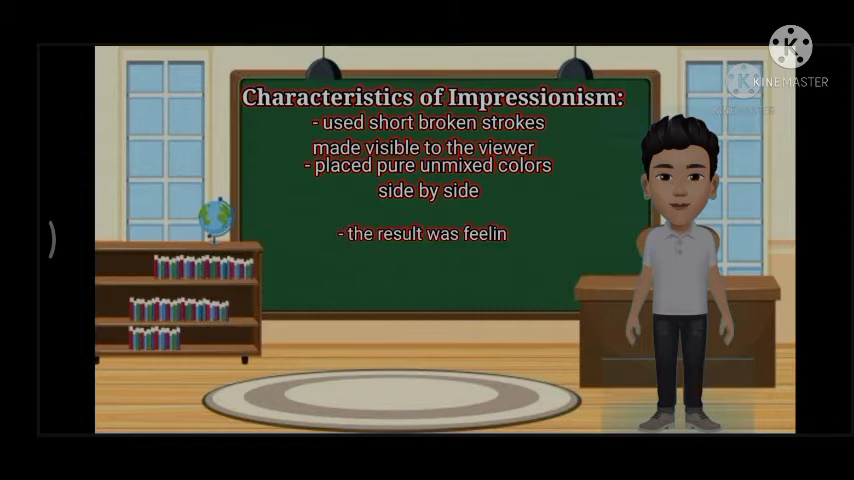 KINEMASTER
Characteristics of Impressionism:
- used short broken strokes
made visible to the viewer
- placed pure unmixed colors
side by side
- the result was feelin